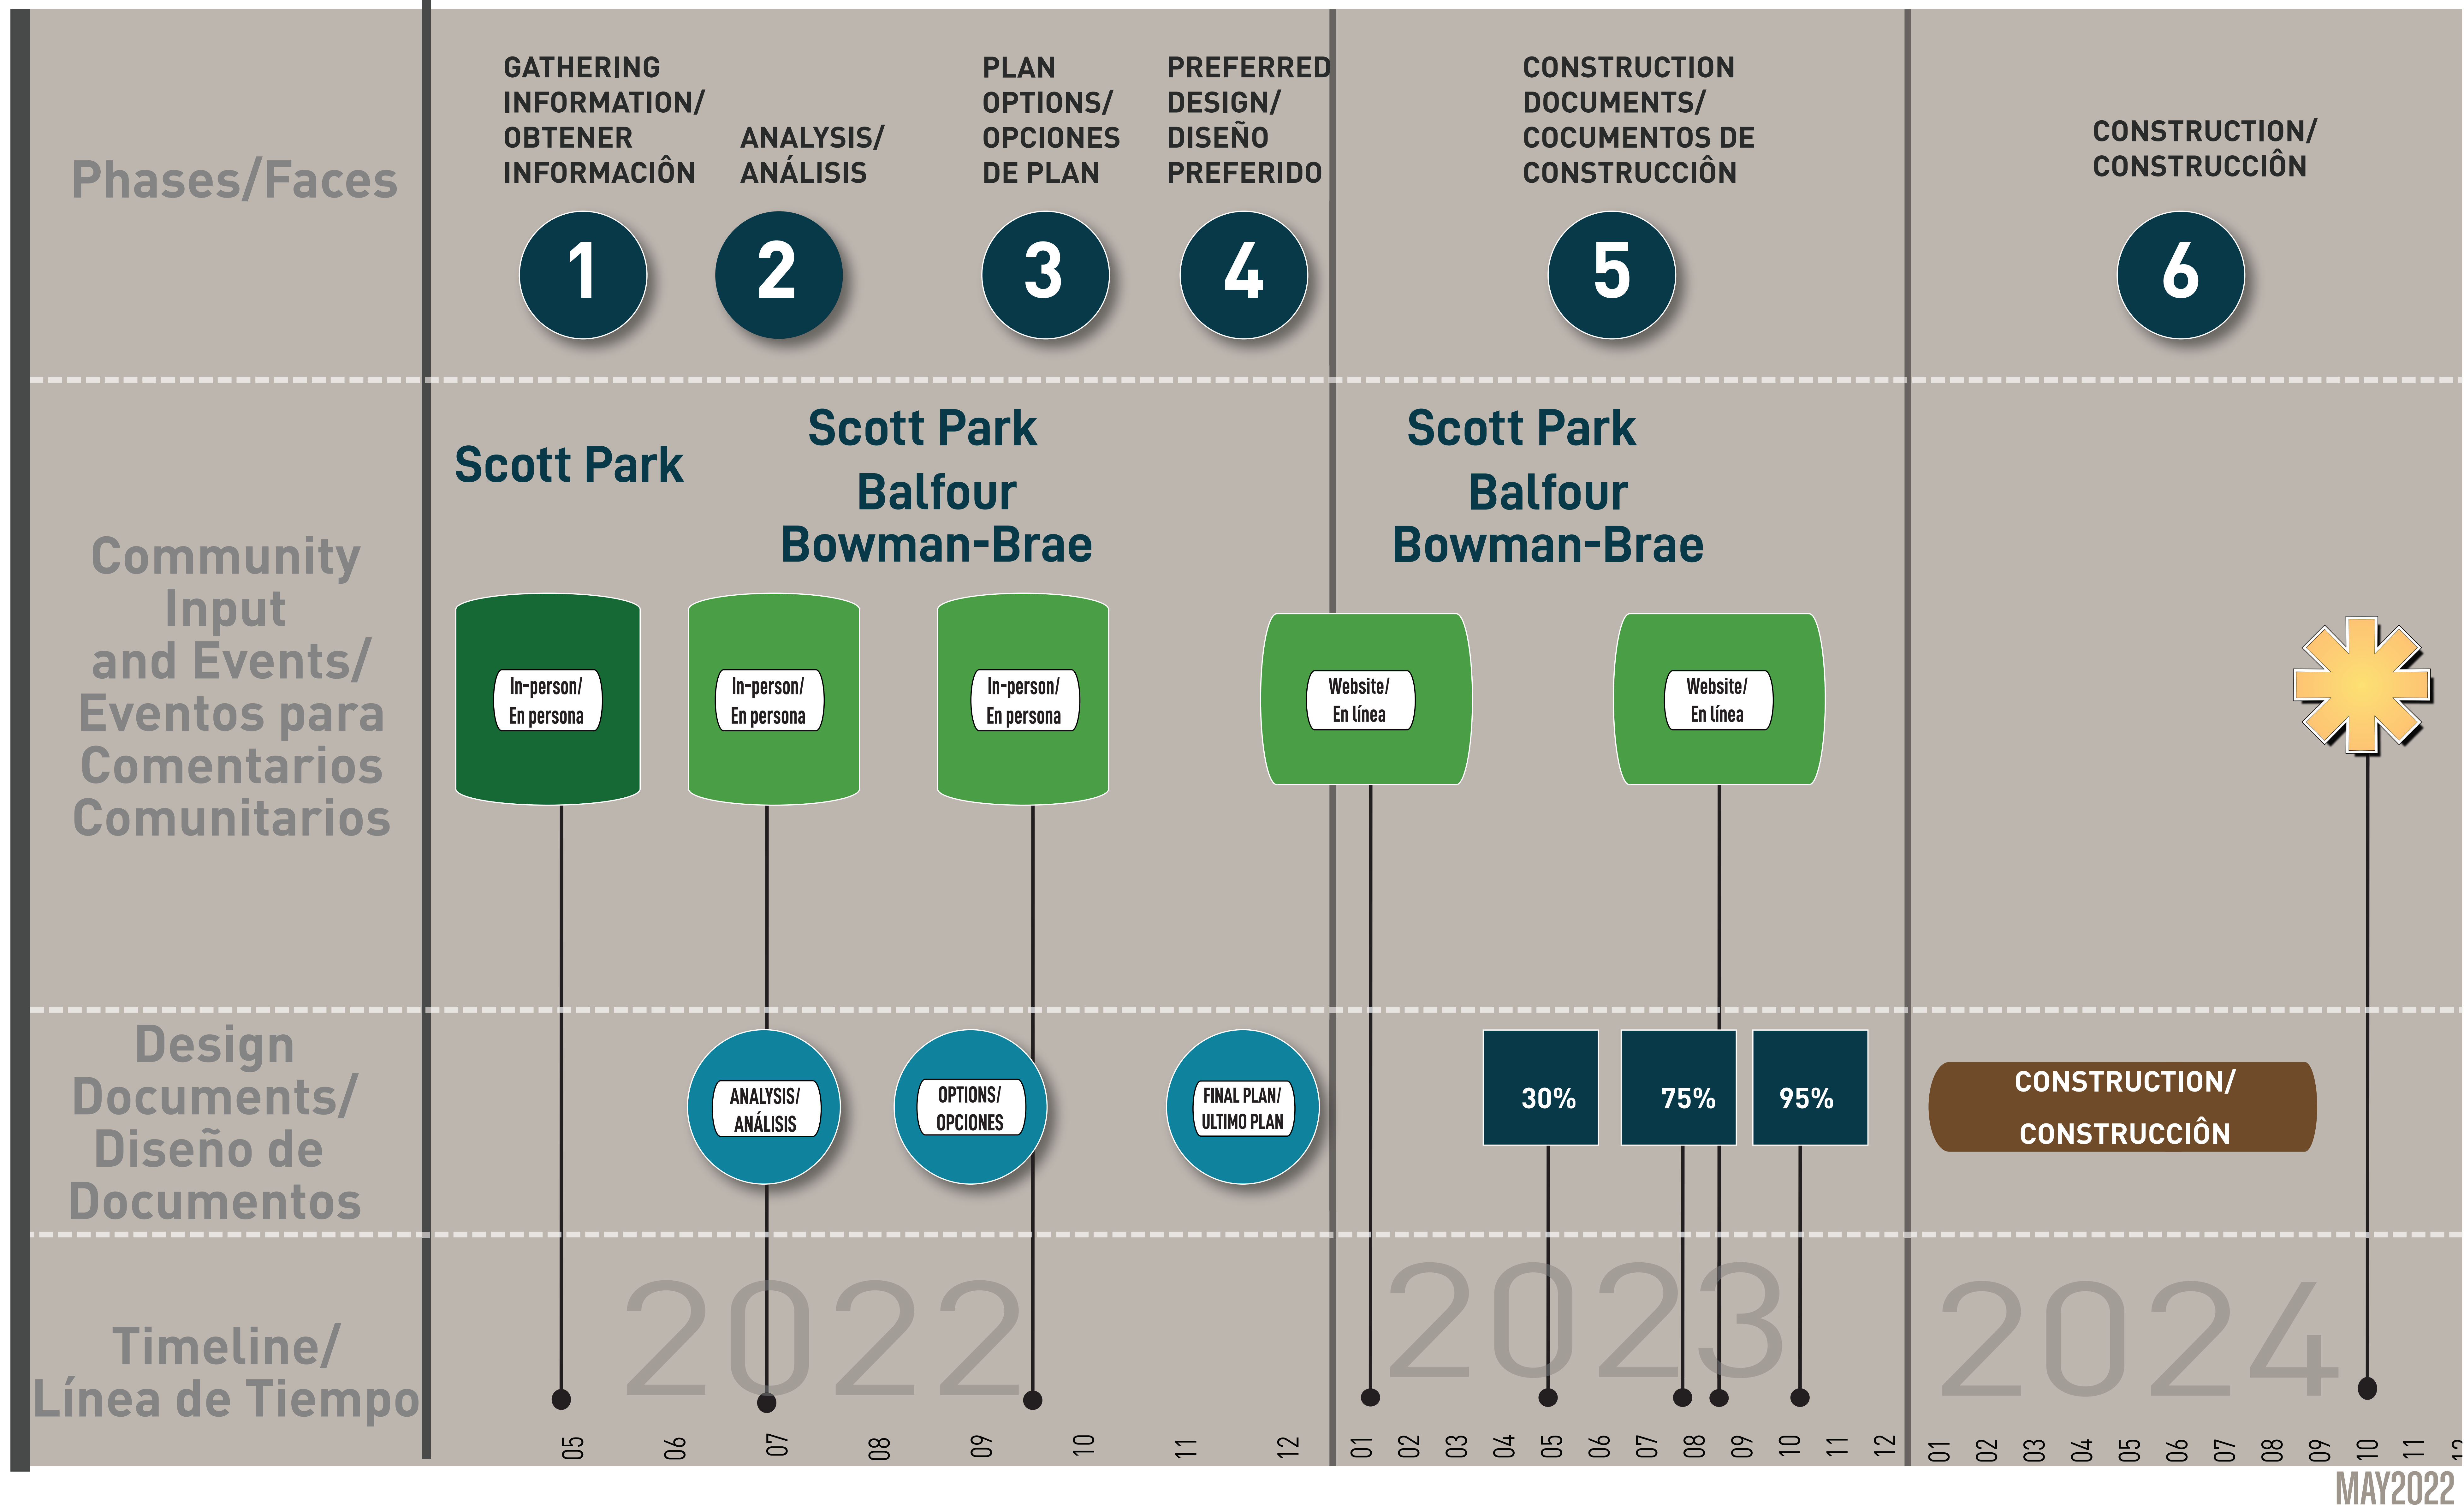 Phases/Faces
GATHERING
INFORMATION/
OBTENER
INFORMACIÔN
1
ANALYSIS/
ANÁLISIS
2
PLAN
OPTIONS/
OPCIONES
DE PLAN
3
PREFERRED
DESIGN/
DISEÑO
PREFERIDO
4
CONSTRUCTION
DOCUMENTS/
COCUMENTOS DE
CONSTRUCCIÔN
5
CONSTRUCTION/
CONSTRUCCIÔN
6
Community
Input
and Events/
Eventos para
Comentarios
Comunitarios
Scott Park
Scott Park
Balfour
Bowman-Brae
Scott Park
Balfour
Bowman-Brae
In-person/
En persona
In-person/
En persona
In-person/
En persona
Website/
En línea
Website/
En línea
Design
Documents/
Diseño de
Documentos
ANALYSIS/
ANÁLISIS
OPTIONS/
OPCIONES
FINAL PLAN/
ULTIMO PLAN
30%
75%
95%
CONSTRUCTION/
CONSTRUCCIÔN
Timeline/
Línea de Tiempo
2022
2023
2024
05
06
07
08
09
10
11
12
01
02
03
04
05
06
07
08
09
10
11
12
01
02
03
04
05
06
07
08
09
10
11
12
MAY2022